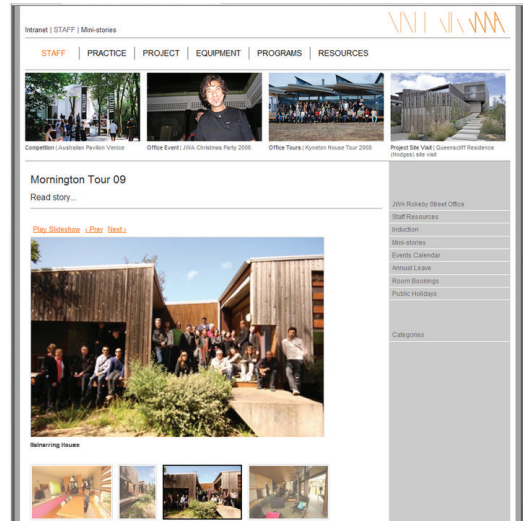 Intranet | STAFF | Mini-stories
STAFF | PRACTICE | PROJECT | EQUIPMENT | PROGRAMS | RESOURCES
Competition | Australian Pavilion Venice
Office Event | JWA Christmas Party 2009
Office Tours | Kyneton House Tour 2008
Project Site Visit | Queenscliff Residence
(Hodges) site visit
Mornington Tour 09
Read story...
Play Slideshow ‹ Prev Next ›
Balnarring House
JWA Rokeby Street Office
Staff Resources
Induction
Mini-stories
Events Calendar
Annual Leave
Room Bookings
Public Holidays
Categories